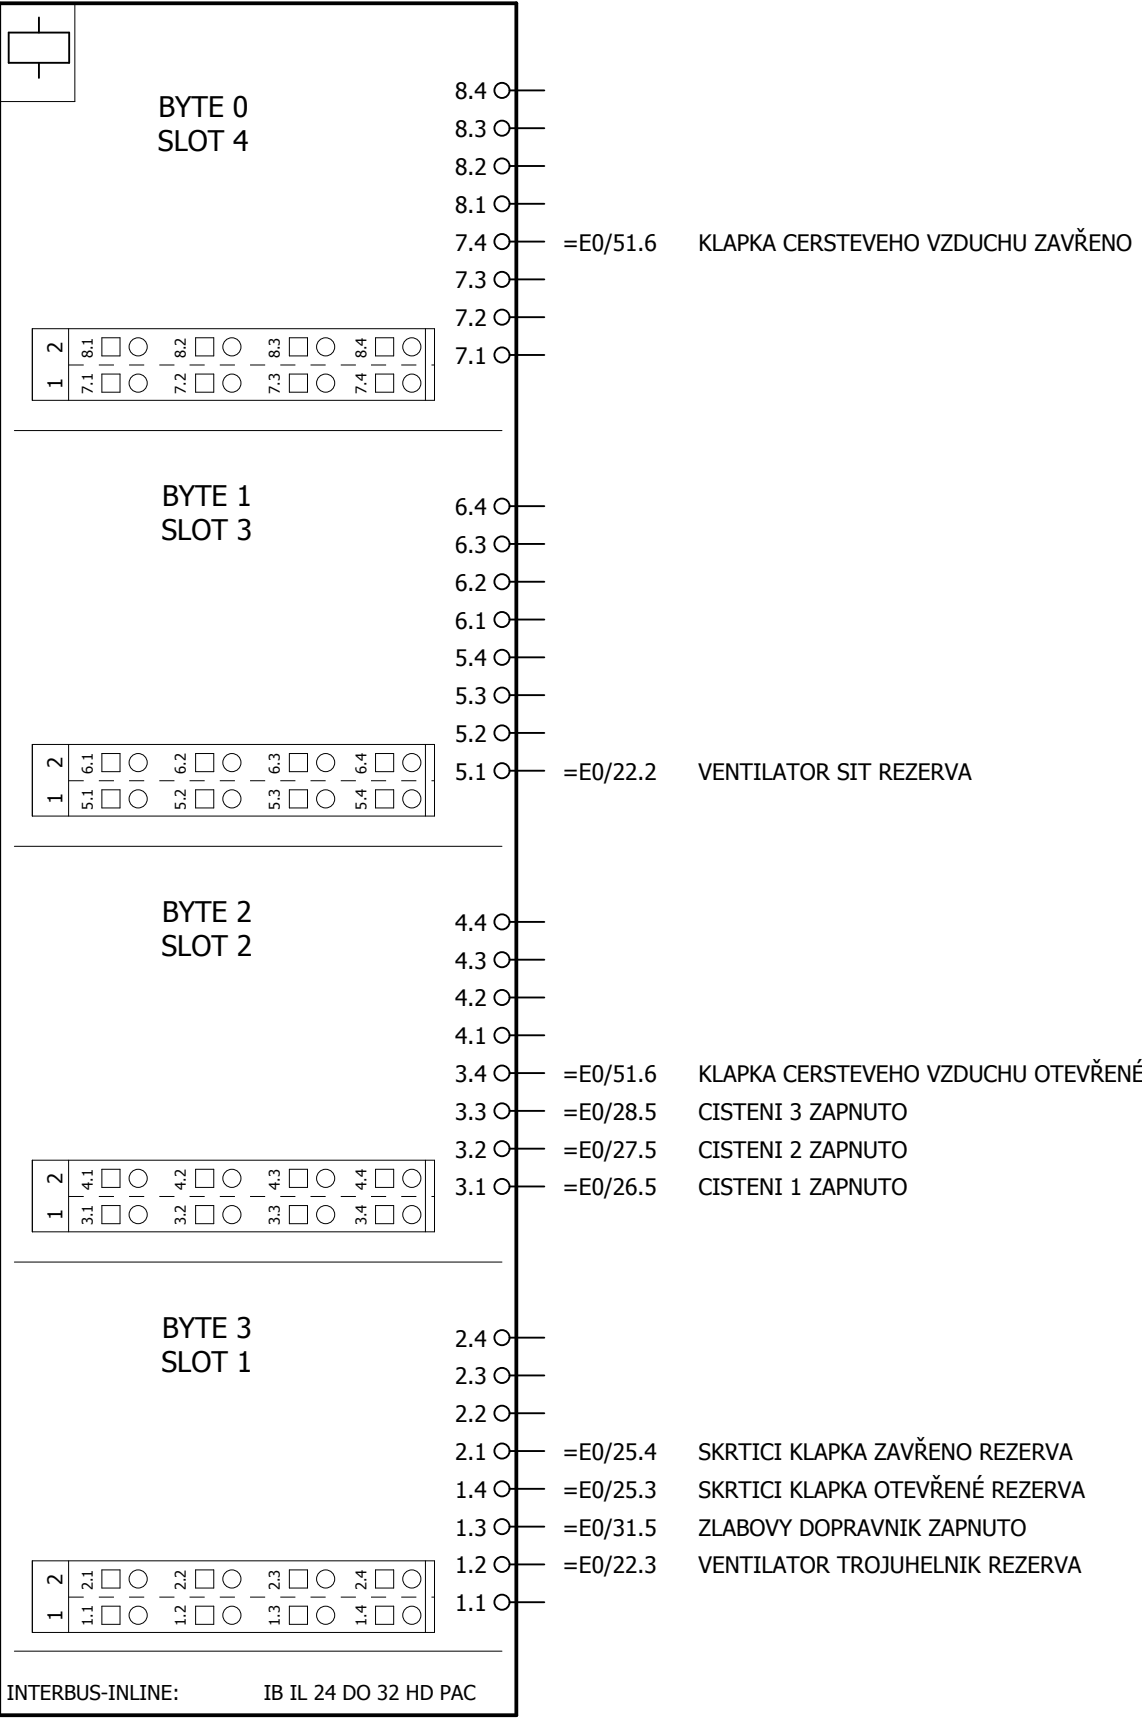 BYTE 0
SLOT 4
8.4
8.3
8.2
8.1
7.4 =E0/51.6 KLAPKA CERSTEVEHO VZDUCHU ZAVŘENO
7.3
7.2
7.1
2 8.1 8.2 8.3 8.4
1 7.1 7.2 7.3 7.4
BYTE 1
SLOT 3
6.4
6.3
6.2
6.1
5.4
5.3
5.2
5.1 =E0/22.2 VENTILATOR SIT REZERVA
2 6.1 6.2 6.3 6.4
1 5.1 5.2 5.3 5.4
BYTE 2
SLOT 2
4.4
4.3
4.2
4.1
3.4 =E0/51.6 KLAPKA CERSTEVEHO VZDUCHU OTEVŘENÉ
3.3 =E0/28.5 CISTENI 3 ZAPNUTO
3.2 =E0/27.5 CISTENI 2 ZAPNUTO
3.1 =E0/26.5 CISTENI 1 ZAPNUTO
2 4.1 4.2 4.3 4.4
1 3.1 3.2 3.3 3.4
BYTE 3
SLOT 1
2.4
2.3
2.2
2.1 =E0/25.4 SKRTICI KLAPKA ZAVŘENO REZERVA
1.4 =E0/25.3 SKRTICI KLAPKA OTEVŘENÉ REZERVA
1.3 =E0/31.5 ZLABOVY DOPRAVNIK ZAPNUTO
1.2 =E0/22.3 VENTILATOR TROJUHELNIK REZERVA
1.1
2 2.1 2.2 2.3 2.4
1 1.1 1.2 1.3 1.4
INTERBUS-INLINE: IB IL 24 DO 32 HD PAC